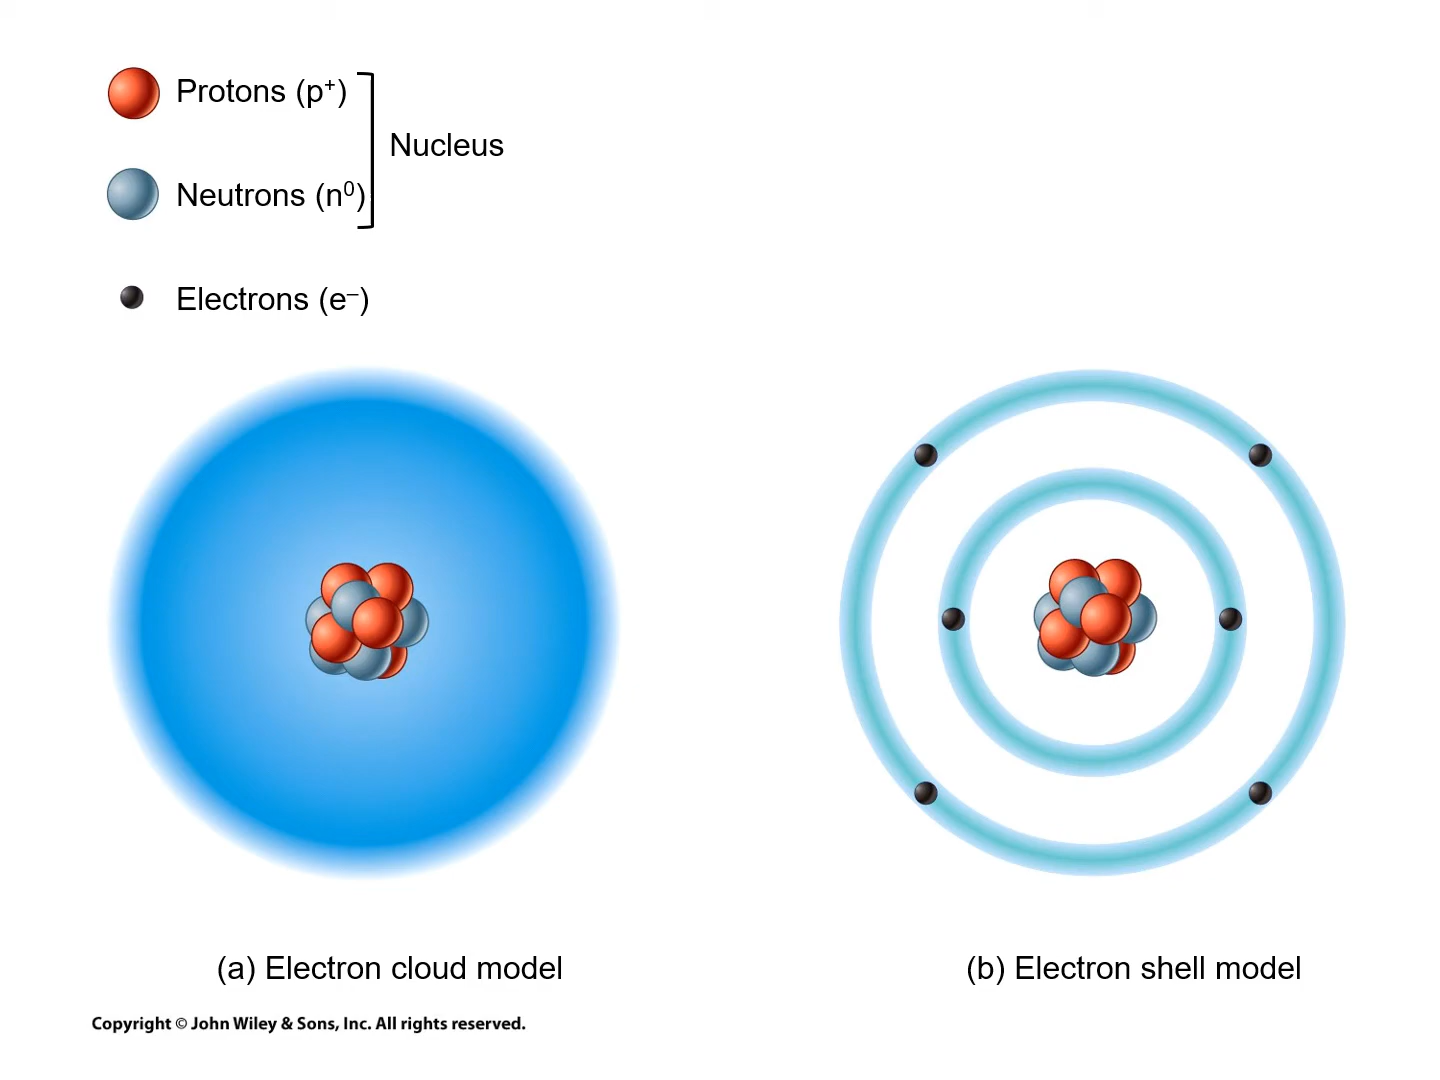 Protons (p⁺)
Nucleus
Neutrons (n⁰)
Electrons (e⁻)
(a) Electron cloud model
(b) Electron shell model
Copyright © John Wiley & Sons, Inc. All rights reserved.